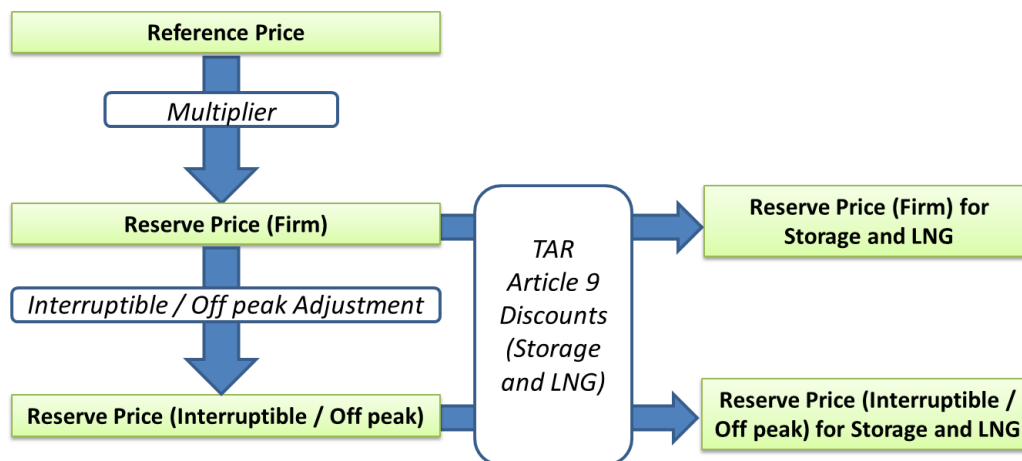 Reference Price
Multiplier
Reserve Price (Firm)
Interruptible / Off peak Adjustment
Reserve Price (Interruptible / Off peak)
TAR
Article 9
Discounts
(Storage
and LNG)
Reserve Price (Firm) for
Storage and LNG
Reserve Price (Interruptible /
Off peak) for Storage and LNG